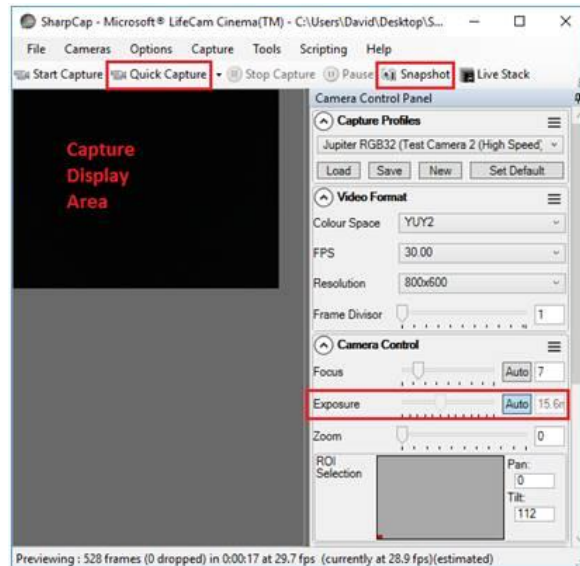 SharpCap - Microsoft® LifeCam Cinema(TM) - C:\Users\David\Desktop\S...
File Cameras Options Capture Tools Scripting Help
Start Capture Quick Capture Stop Capture Pause Snapshot Live Stack
Capture
Display
Area
Camera Control Panel
Capture Profiles
Jupiter RGB32 (Test Camera 2 (High Speed)
Load Save New Set Default
Video Format
Colour Space YUY2
FPS 30.00
Resolution 800x600
Frame Divisor 1
Camera Control
Focus Auto 7
Exposure Auto 15.6
Zoom 0
ROI
Selection
Pan:
0
Tilt:
112
Previewing : 528 frames (0 dropped) in 0:00:17 at 29.7 fps (currently at 28.9 fps)(estimated)